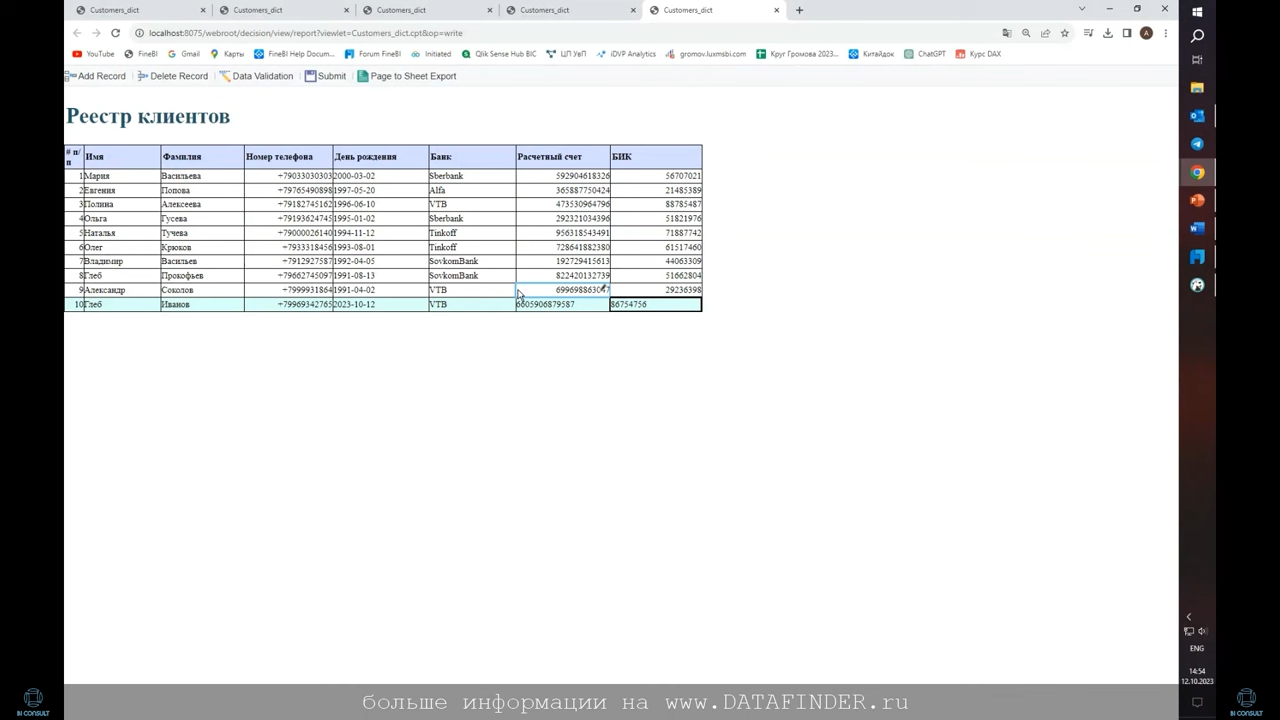 Customers_dict
Customers_dict
Customers_dict
Customers_dict
Customers_dict
localhost:8075/webroot/decision/view/report?viewlet=Customers_dict.cpt&op=write
A
YouTube
FineBI
Gmail
Карты
FineBI Help Docum...
Forum FineBI
Initiated
Qlik Sense Hub BIC
ЦП УвП
iDVP Analytics
gromov.luxmsbi.com
Круг Громова 2023...
Китайдок
ChatGPT
Курс DAX
Add Record
Delete Record
Data Validation
Submit
Page to Sheet Export
Реестр клиентов
# п/п Имя Фамилия Номер телефона День рождения Банк Расчетный счет БИК
1 Мария Васильева +79033030303 2000-03-02 Sberbank 592904618326 56707021
2 Евгения Попова +79765490898 1997-05-20 Alfa 365887750424 21485389
3 Полина Алексеева +79182745162 1996-06-10 VTB 473530964796 88785487
4 Ольга Гусева +79193624745 1995-01-02 Sberbank 292321034396 51821976
5 Наталья Тучева +79000026140 1994-11-12 Tinkoff 956318543491 71887742
6 Олег Крюков +7933318456 1993-08-01 Tinkoff 728641882380 61517460
7 Владимир Васильев +7912927587 1992-04-05 SovkomBank 192729415613 44063309
8 Глеб Прокофьев +79662745097 1991-08-13 SovkomBank 822420132739 51662804
9 Александр Соколов +7999931864 1991-04-02 VTB 29236398
10 Глеб Иванов +79969342765 2023-10-12 VTB 6605906879587 86754756
ENG
14:54
12.10.2023
больше информации на www.DATAFINDER.ru
BI CONSULT
BI CONSULT